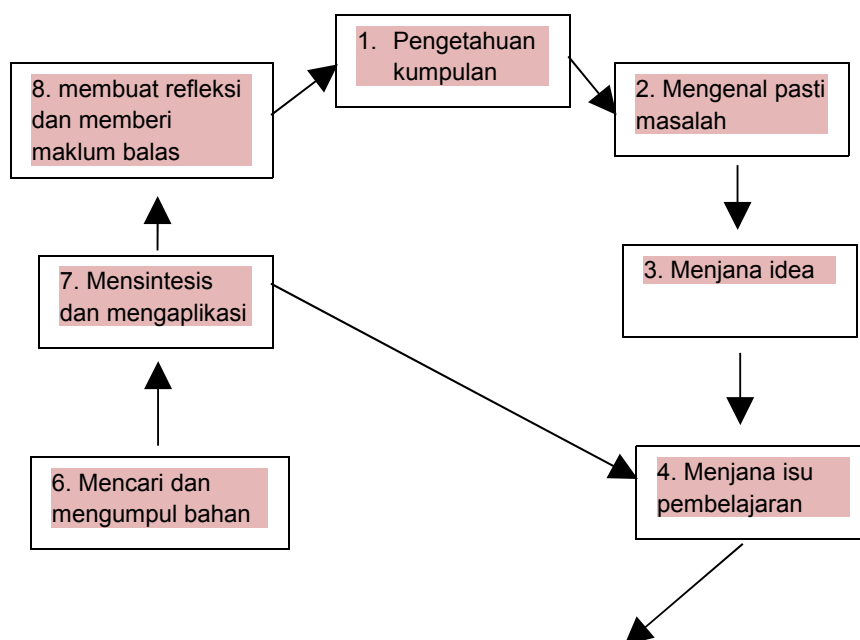 1. Pengetahuan
kumpulan
2. Mengenal pasti
masalah
3. Menjana idea
4. Menjana isu
pembelajaran
6. Mencari dan
mengumpul bahan
7. Mensintesis
dan mengaplikasi
8. membuat refleksi
dan memberi
maklum balas